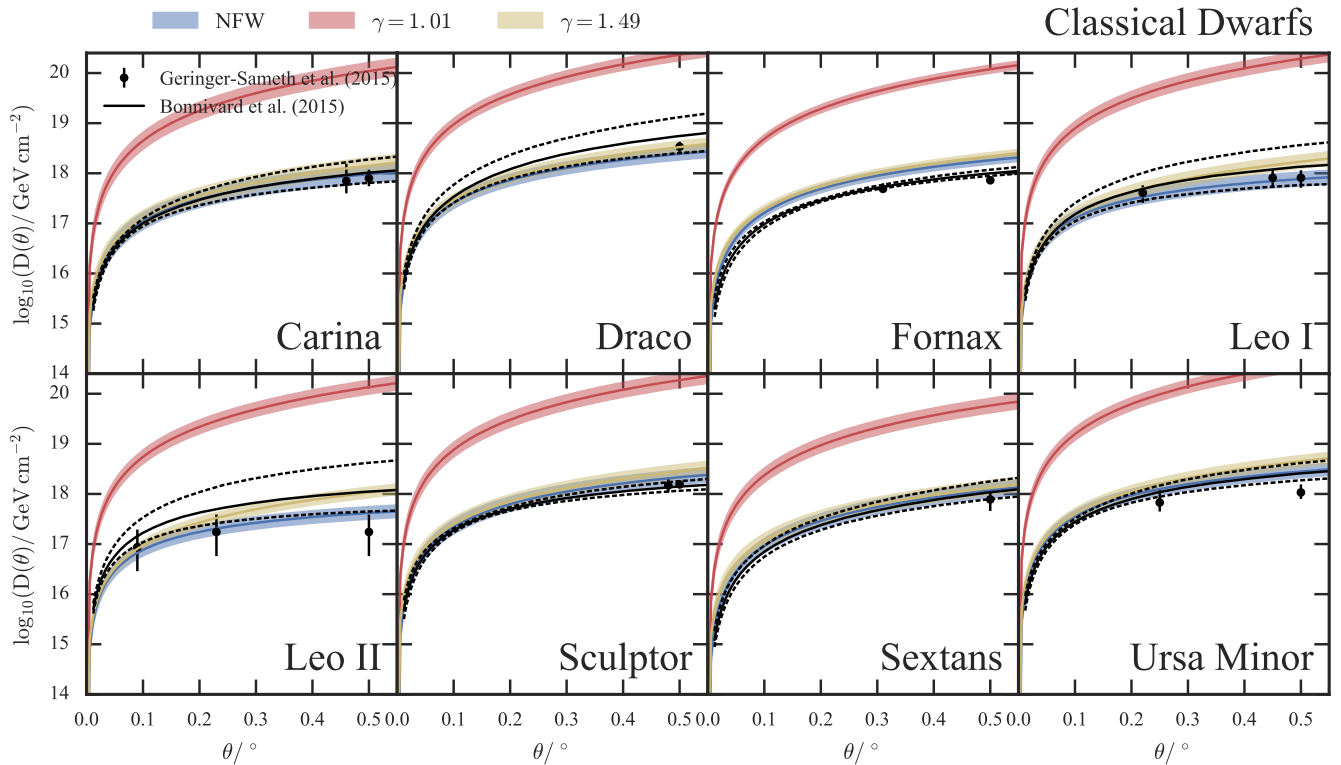 NFW γ = 1.01 γ = 1.49 Classical Dwarfs
Geringer-Sameth et al. (2015)
Bonnivard et al. (2015)
log₁₀(D(θ)/ GeV cm⁻²)
20
19
18
17
16
15
14
Carina Draco Fornax Leo I
log₁₀(D(θ)/ GeV cm⁻²)
20
19
18
17
16
15
14
Leo II Sculptor Sextans Ursa Minor
0.0 0.1 0.2 0.3 0.4 0.5 0.0 0.1 0.2 0.3 0.4 0.5 0.0 0.1 0.2 0.3 0.4 0.5 0.0 0.1 0.2 0.3 0.4 0.5
θ/ ° θ/ ° θ/ ° θ/ °